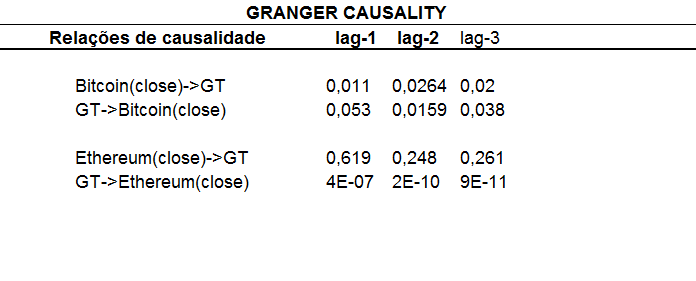 GRANGER CAUSALITY
Relações de causalidade lag-1 lag-2 lag-3
Bitcoin(close)->GT 0,011 0,0264 0,02
GT->Bitcoin(close) 0,053 0,0159 0,038
Ethereum(close)->GT 0,619 0,248 0,261
GT->Ethereum(close) 4E-07 2E-10 9E-11